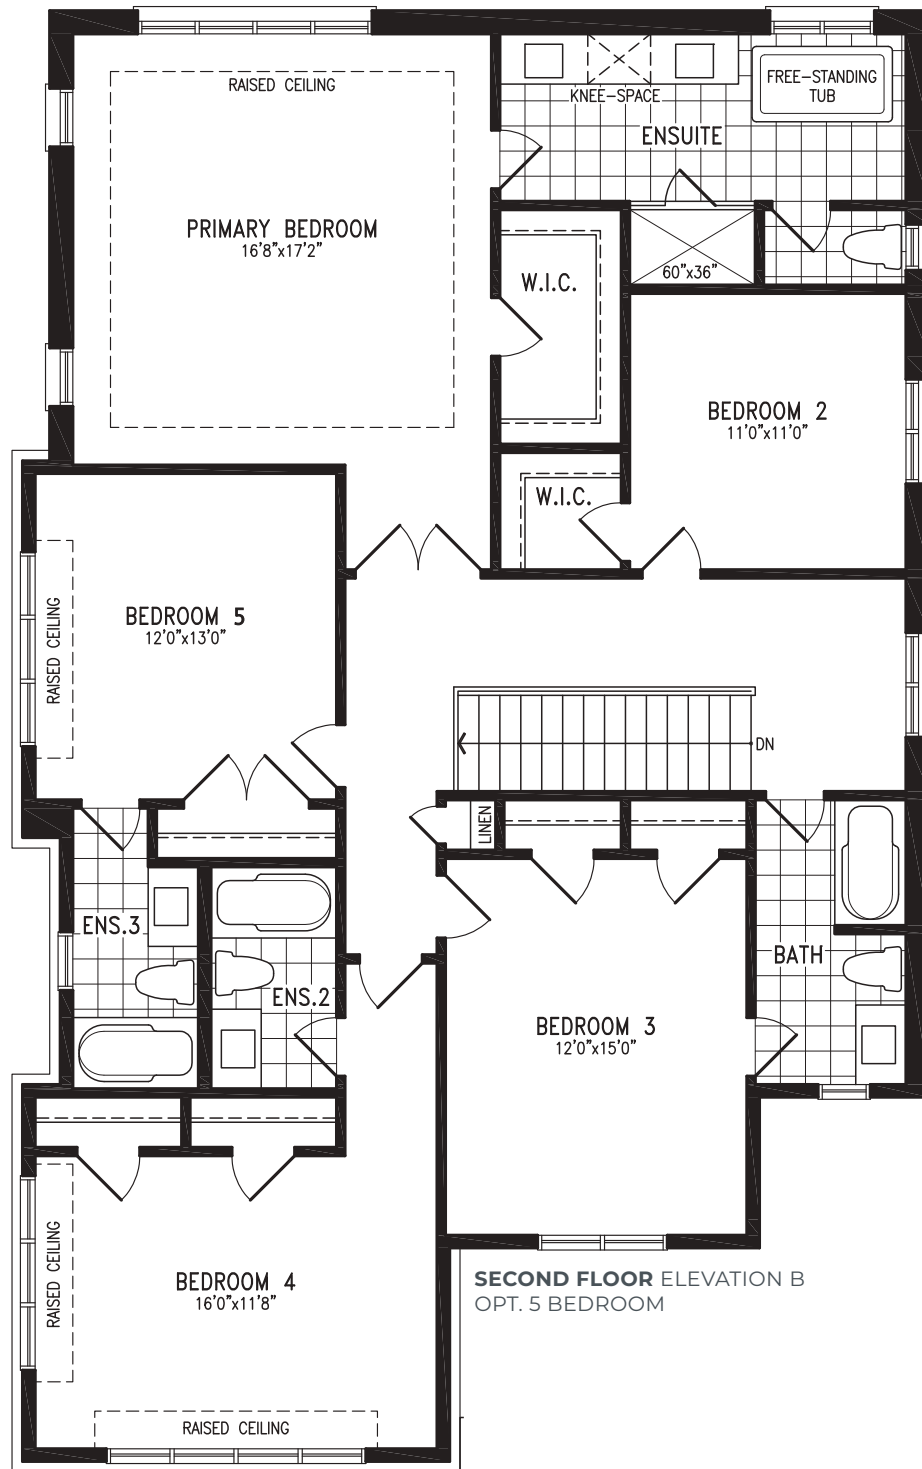 RAISED CEILING
FREE-STANDING
TUB
KNEE-SPACE
ENSUITE
PRIMARY BEDROOM
16'8"x17'2"
W.I.C.
60"x36"
BEDROOM 2
11'0"x11'0"
W.I.C.
BEDROOM 5
12'0"x13'0"
RAISED CEILING
DN
LINEN
ENS.3
ENS.2
BATH
BEDROOM 3
12'0"x15'0"
RAISED CEILING
BEDROOM 4
16'0"x11'8"
SECOND FLOOR ELEVATION B
OPT. 5 BEDROOM
RAISED CEILING